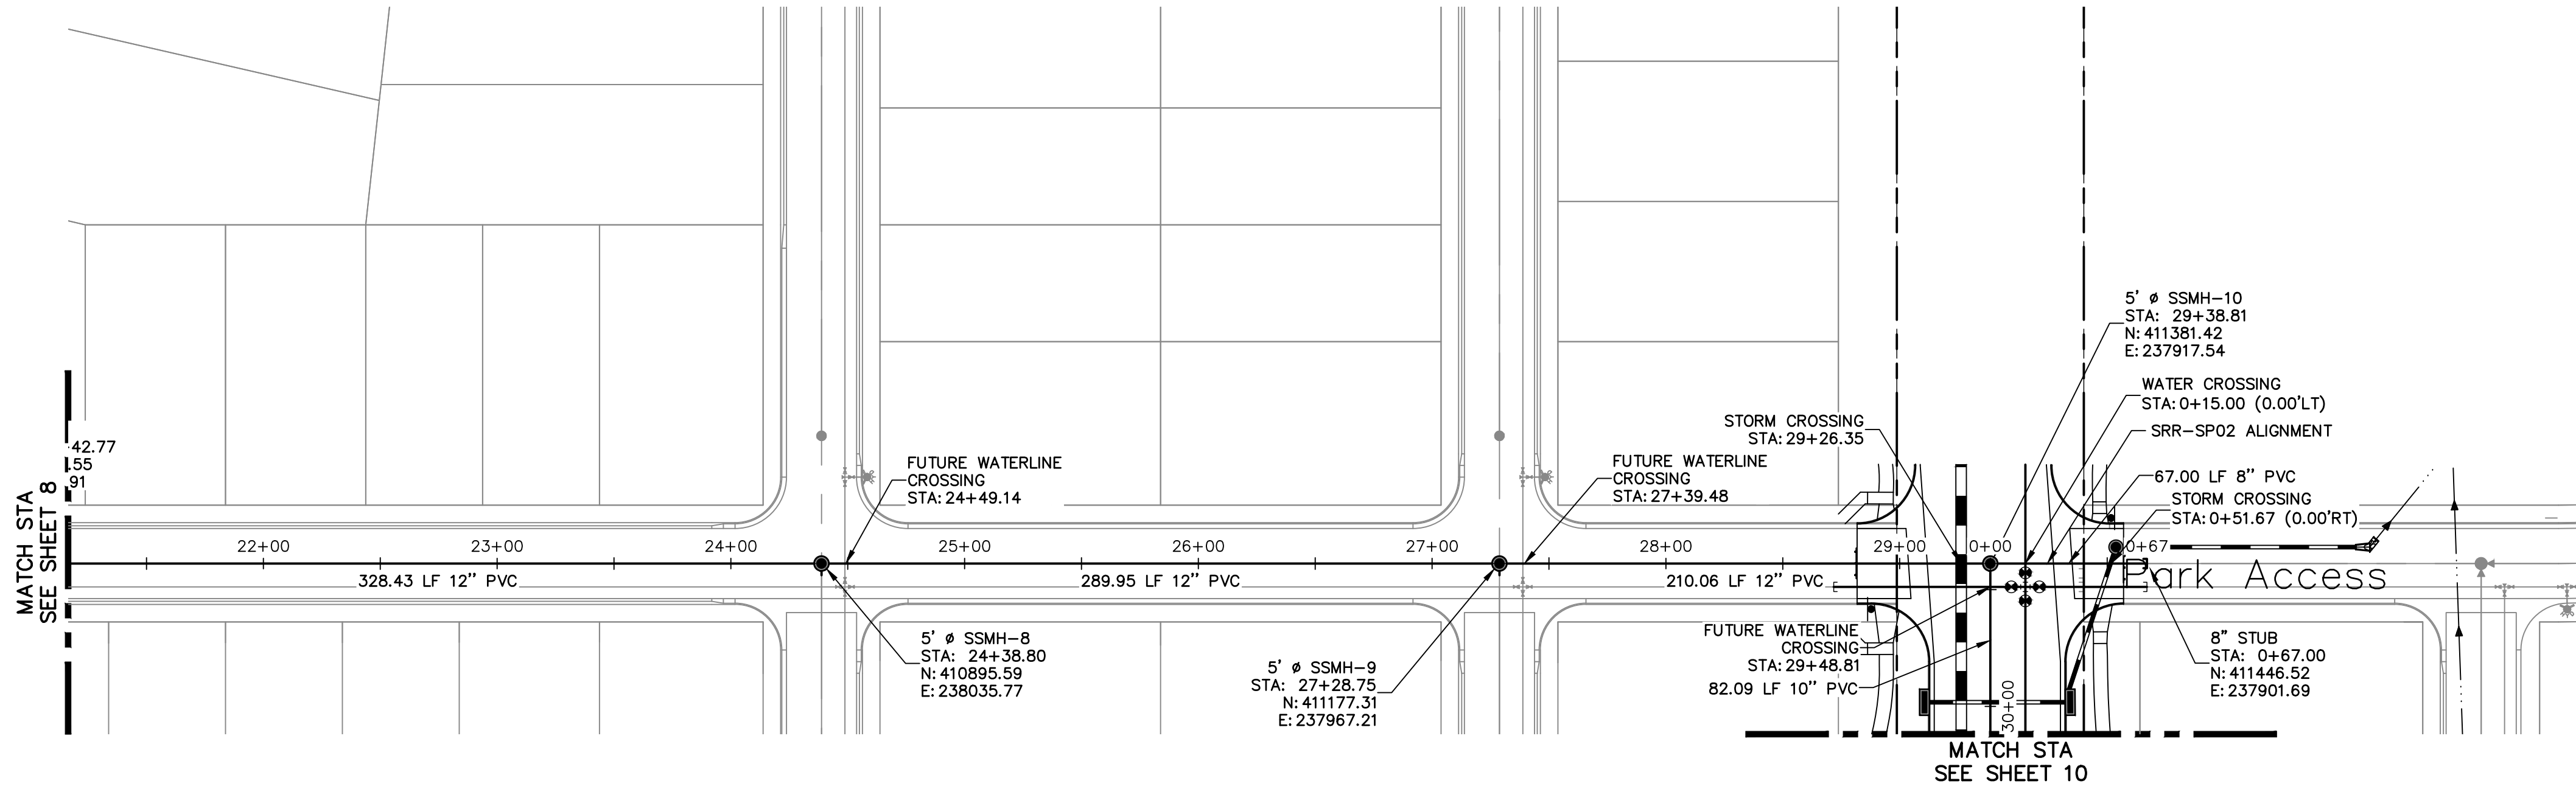 MATCH STA
SEE SHEET 8
42.77
.55
.91
22+00
23+00
24+00
25+00
26+00
27+00
28+00
29+00
0+00
0+67
30+00
328.43 LF 12” PVC
289.95 LF 12” PVC
210.06 LF 12” PVC
FUTURE WATERLINE
CROSSING
STA: 24+49.14
5' ø SSMH-8
STA: 24+38.80
N: 410895.59
E: 238035.77
FUTURE WATERLINE
CROSSING
STA: 27+39.48
5' ø SSMH-9
STA: 27+28.75
N: 411177.31
E: 237967.21
STORM CROSSING
STA: 29+26.35
5' ø SSMH-10
STA: 29+38.81
N: 411381.42
E: 237917.54
WATER CROSSING
STA: 0+15.00 (0.00'LT)
SRR-SP02 ALIGNMENT
67.00 LF 8” PVC
STORM CROSSING
STA: 0+51.67 (0.00'RT)
Park Access
FUTURE WATERLINE
CROSSING
STA: 29+48.81
82.09 LF 10” PVC
8” STUB
STA: 0+67.00
N: 411446.52
E: 237901.69
MATCH STA
SEE SHEET 10